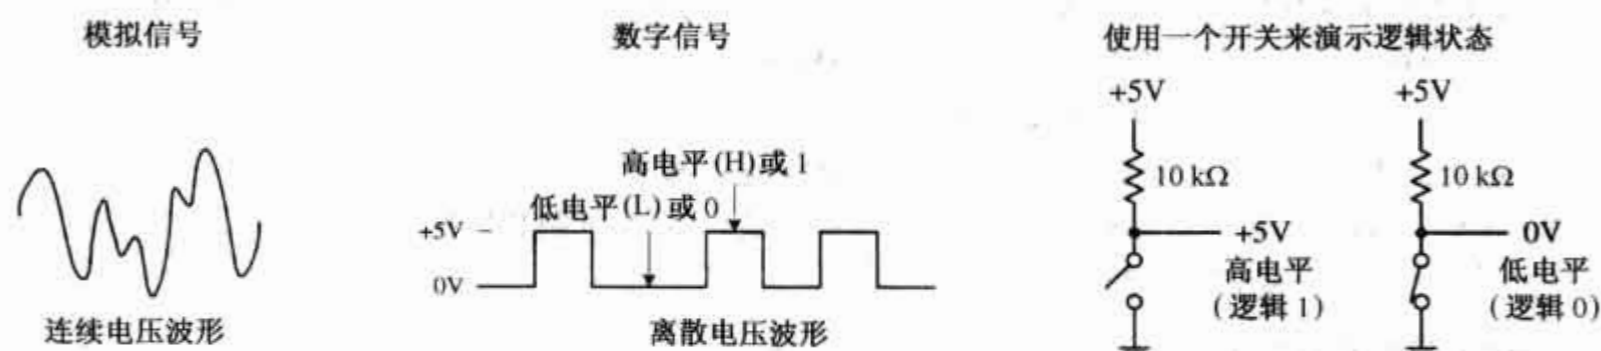 模拟信号
连续电压波形
数字信号
高电平(H)或 1
低电平(L)或 0
+5V
0V
离散电压波形
使用一个开关来演示逻辑状态
+5V
10 kΩ
+5V
高电平
(逻辑 1)
+5V
10 kΩ
0V
低电平
(逻辑 0)